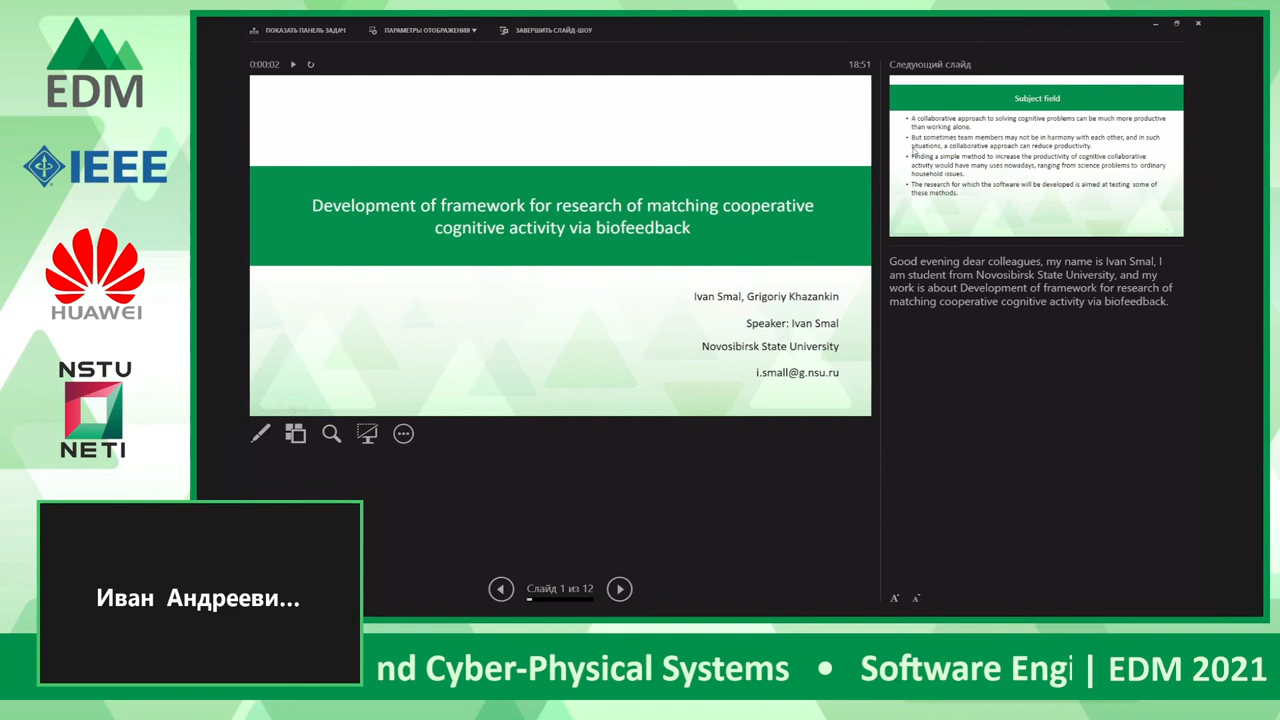 EDM
IEEE
HUAWEI
NSTU
NETI
ПОКАЗАТЬ ПАНЕЛЬ ЗАДАЧ
ПАРАМЕТРЫ ОТОБРАЖЕНИЯ ▾
ЗАВЕРШИТЬ СЛАЙД-ШОУ
0:00:02
18:51
Development of framework for research of matching cooperative
cognitive activity via biofeedback
Ivan Smal, Grigoriy Khazankin
Speaker: Ivan Smal
Novosibirsk State University
i.small@g.nsu.ru
Слайд 1 из 12
Следующий слайд
Subject field
• A collaborative approach to solving cognitive problems can be much more productive
than working alone.
• But sometimes team members may not be in harmony with each other, and in such
situations, a collaborative approach can reduce productivity.
• Finding a simple method to increase the productivity of cognitive collaborative
activity would have many uses nowadays, ranging from science problems to ordinary
household issues.
• The research for which the software will be developed is aimed at testing some of
these methods.
Good evening dear colleagues, my name is Ivan Smal, I
am student from Novosibirsk State University, and my
work is about Development of framework for research of
matching cooperative cognitive activity via biofeedback.
A A
Иван Андрееви...
nd Cyber-Physical Systems • Software Engi | EDM 2021